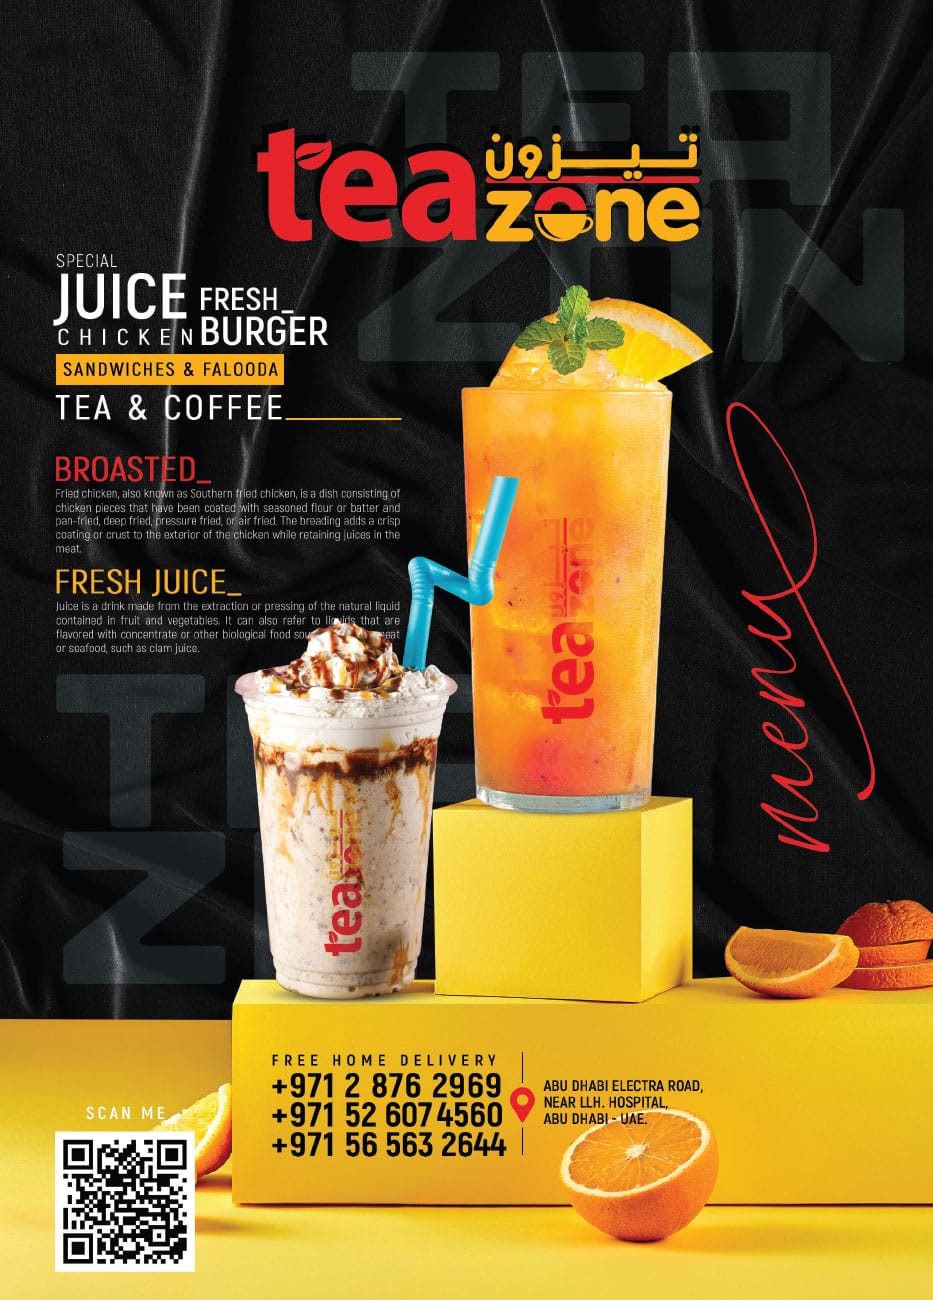 TEA
ZON
tea
تيزون
zone
SPECIAL
JUICE FRESH_
CHICKEN BURGER
SANDWICHES & FALOODA
TEA & COFFEE
BROASTED_
Fried chicken, also known as Southern fried chicken, is a dish consisting of
chicken pieces that have been coated with seasoned flour or batter and
pan-fried, deep fried, pressure fried, or air fried. The breading adds a crisp
coating or crust to the exterior of the chicken while retaining juices in the
meat.
FRESH JUICE_
Juice is a drink made from the extraction or pressing of the natural liquid
contained in fruit and vegetables. It can also refer to liquids that are
flavored with concentrate or other biological food
or seafood, such as clam juice.
menu
tea
تيزون
zone
tea
zone
FREE HOME DELIVERY
+971 2 876 2969
+971 52 6074560
+971 56 563 2644
ABU DHABI ELECTRA ROAD,
NEAR LLH. HOSPITAL,
ABU DHABI - UAE.
SCAN ME